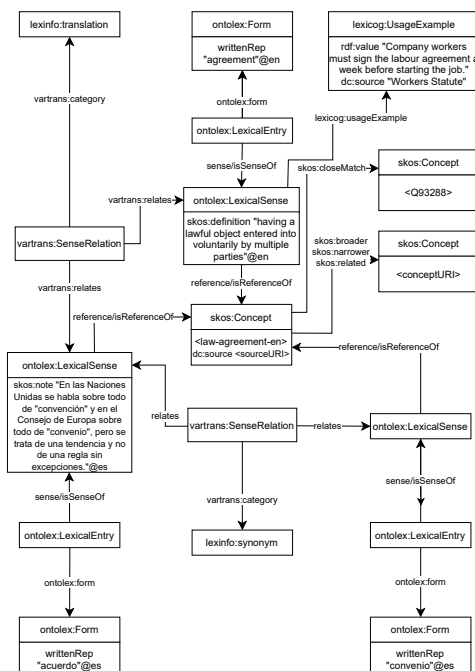 lexinfo:translation
ontolex:Form
writtenRep
"agreement"@en
lexicog:UsageExample
rdf:value "Company workers
must sign the labour agreement a
week before starting the job."
dc:source "Workers Statute"
vartrans:category
ontolex:form
lexicog:usageExample
ontolex:LexicalEntry
sense/isSenseOf
skos:closeMatch
skos:Concept
<Q93288>
vartrans:relates
ontolex:LexicalSense
skos:definition "having a
lawful object entered into
voluntarily by multiple
parties"@en
vartrans:SenseRelation
skos:broader
skos:narrower
skos:related
skos:Concept
<conceptURI>
vartrans:relates
reference/isReferenceOf
reference/isReferenceOf
skos:Concept
<law-agreement-en>
dc:source <sourceURI>
reference/isReferenceOf
ontolex:LexicalSense
skos:note "En las Naciones
Unidas se habla sobre todo
de "convención" y en el
Consejo de Europa sobre
todo de "convenio", pero se
trata de una tendencia y no
de una regla sin
excepciones."@es
relates
vartrans:SenseRelation
relates
ontolex:LexicalSense
sense/isSenseOf
vartrans:category
sense/isSenseOf
ontolex:LexicalEntry
lexinfo:synonym
ontolex:LexicalEntry
ontolex:form
ontolex:form
ontolex:Form
writtenRep
"acuerdo"@es
ontolex:Form
writtenRep
"convenio"@es